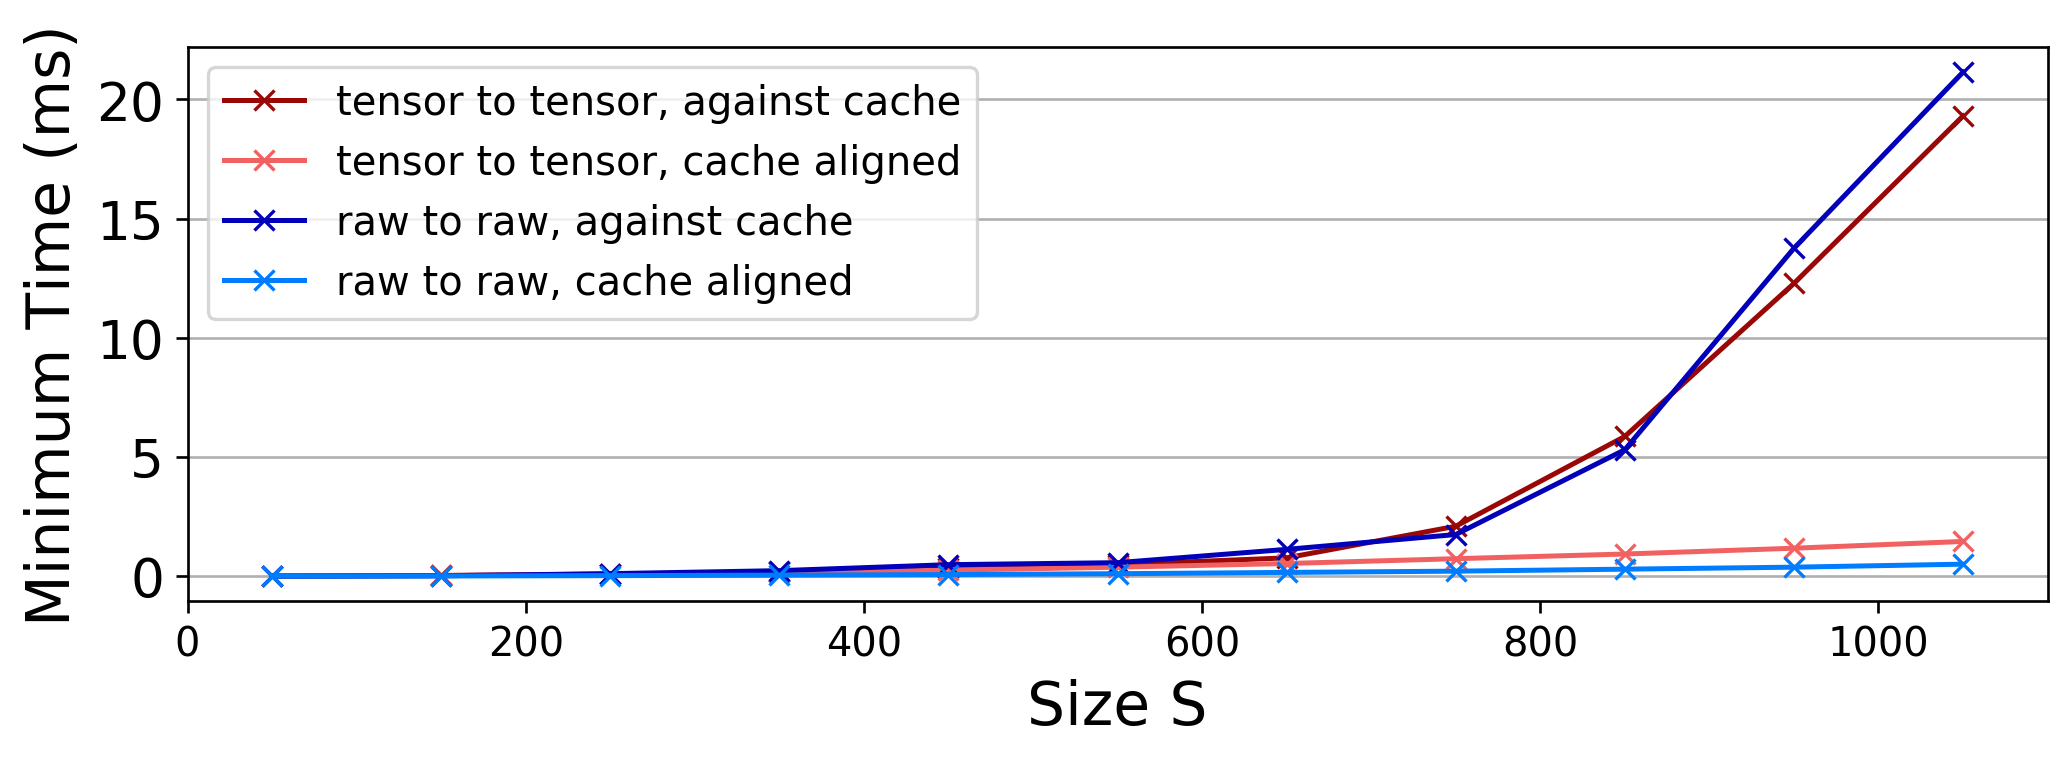 Minimum Time (ms)
20
15
10
5
0
tensor to tensor, against cache
tensor to tensor, cache aligned
raw to raw, against cache
raw to raw, cache aligned
0 200 400 600 800 1000
Size S